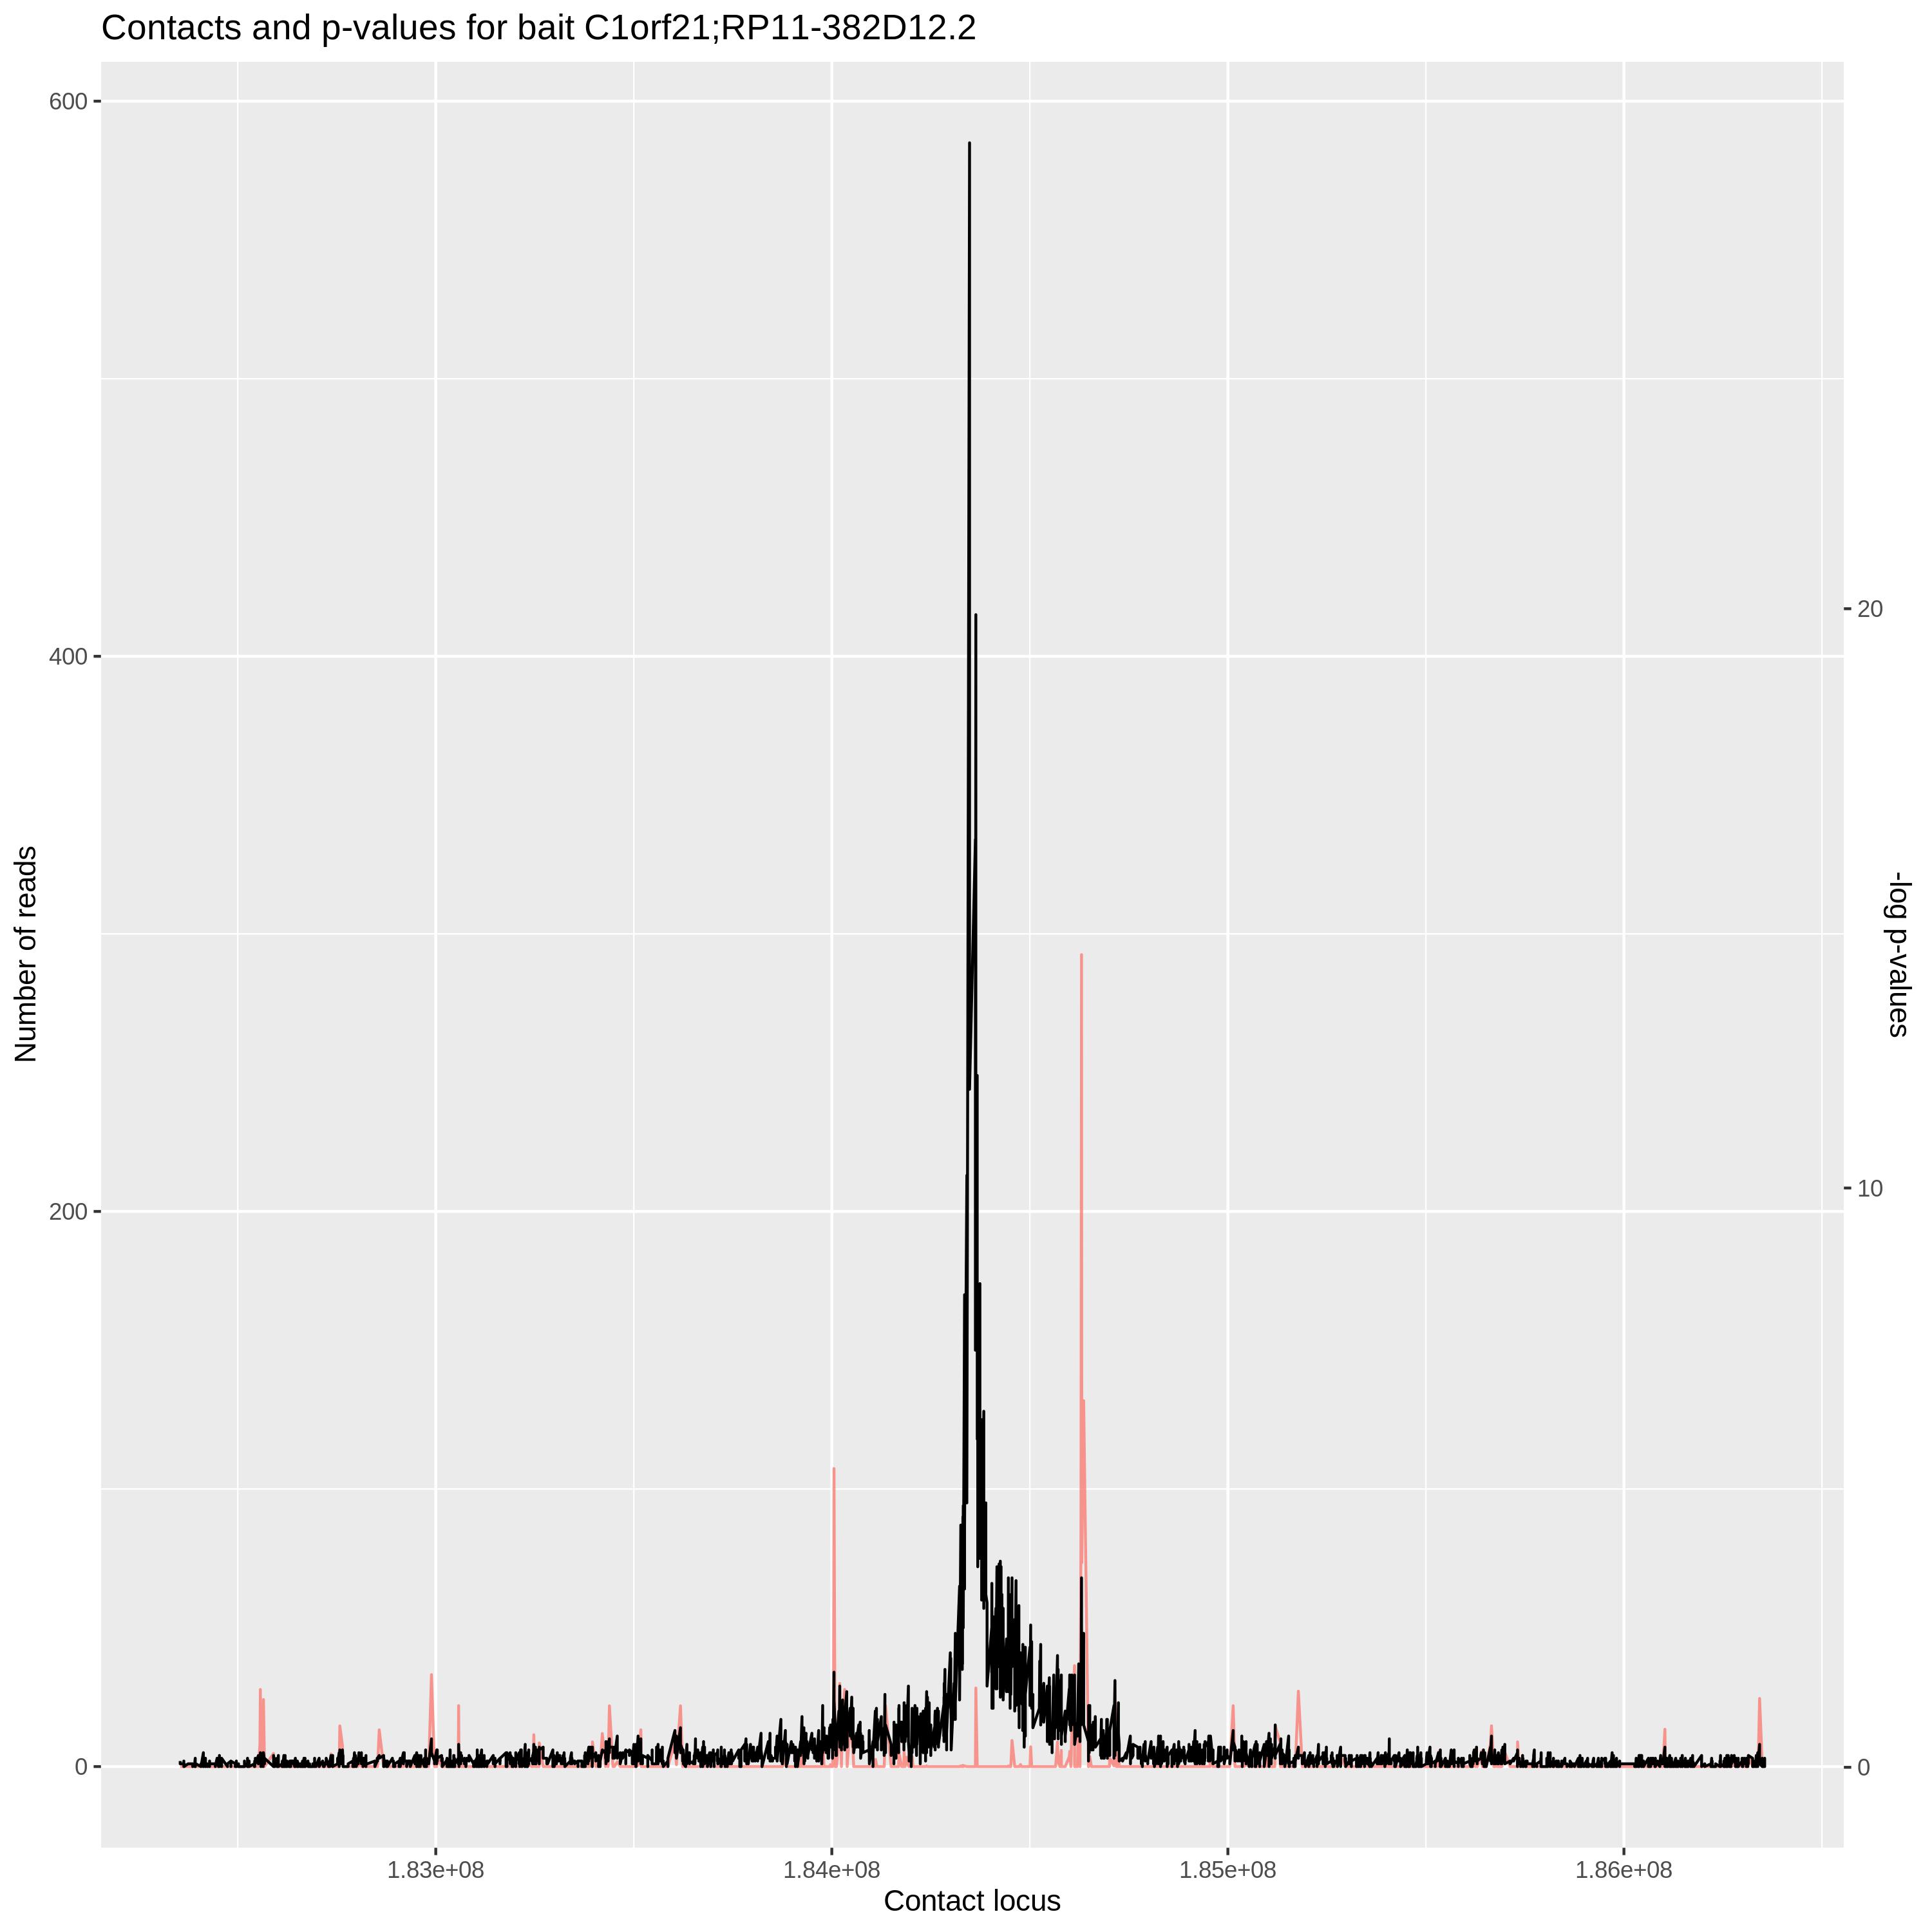 Contacts and p-values for bait C1orf21;RP11-382D12.2
600
400
200
0
Number of reads
20
10
0
-log p-values
1.83e+08
1.84e+08
1.85e+08
1.86e+08
Contact locus